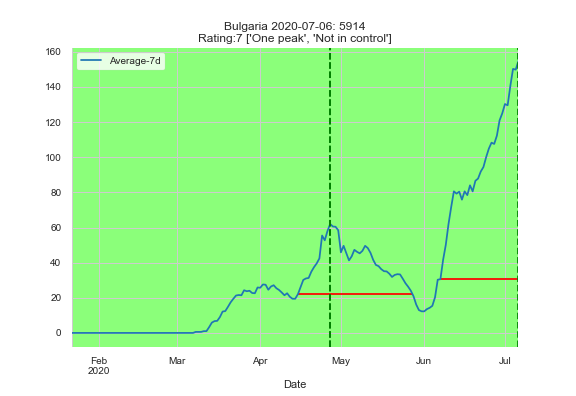 Bulgaria 2020-07-06: 5914
Rating:7 ['One peak', 'Not in control']
Average-7d
160
140
120
100
80
60
40
20
0
Feb Mar Apr May Jun Jul
2020
Date